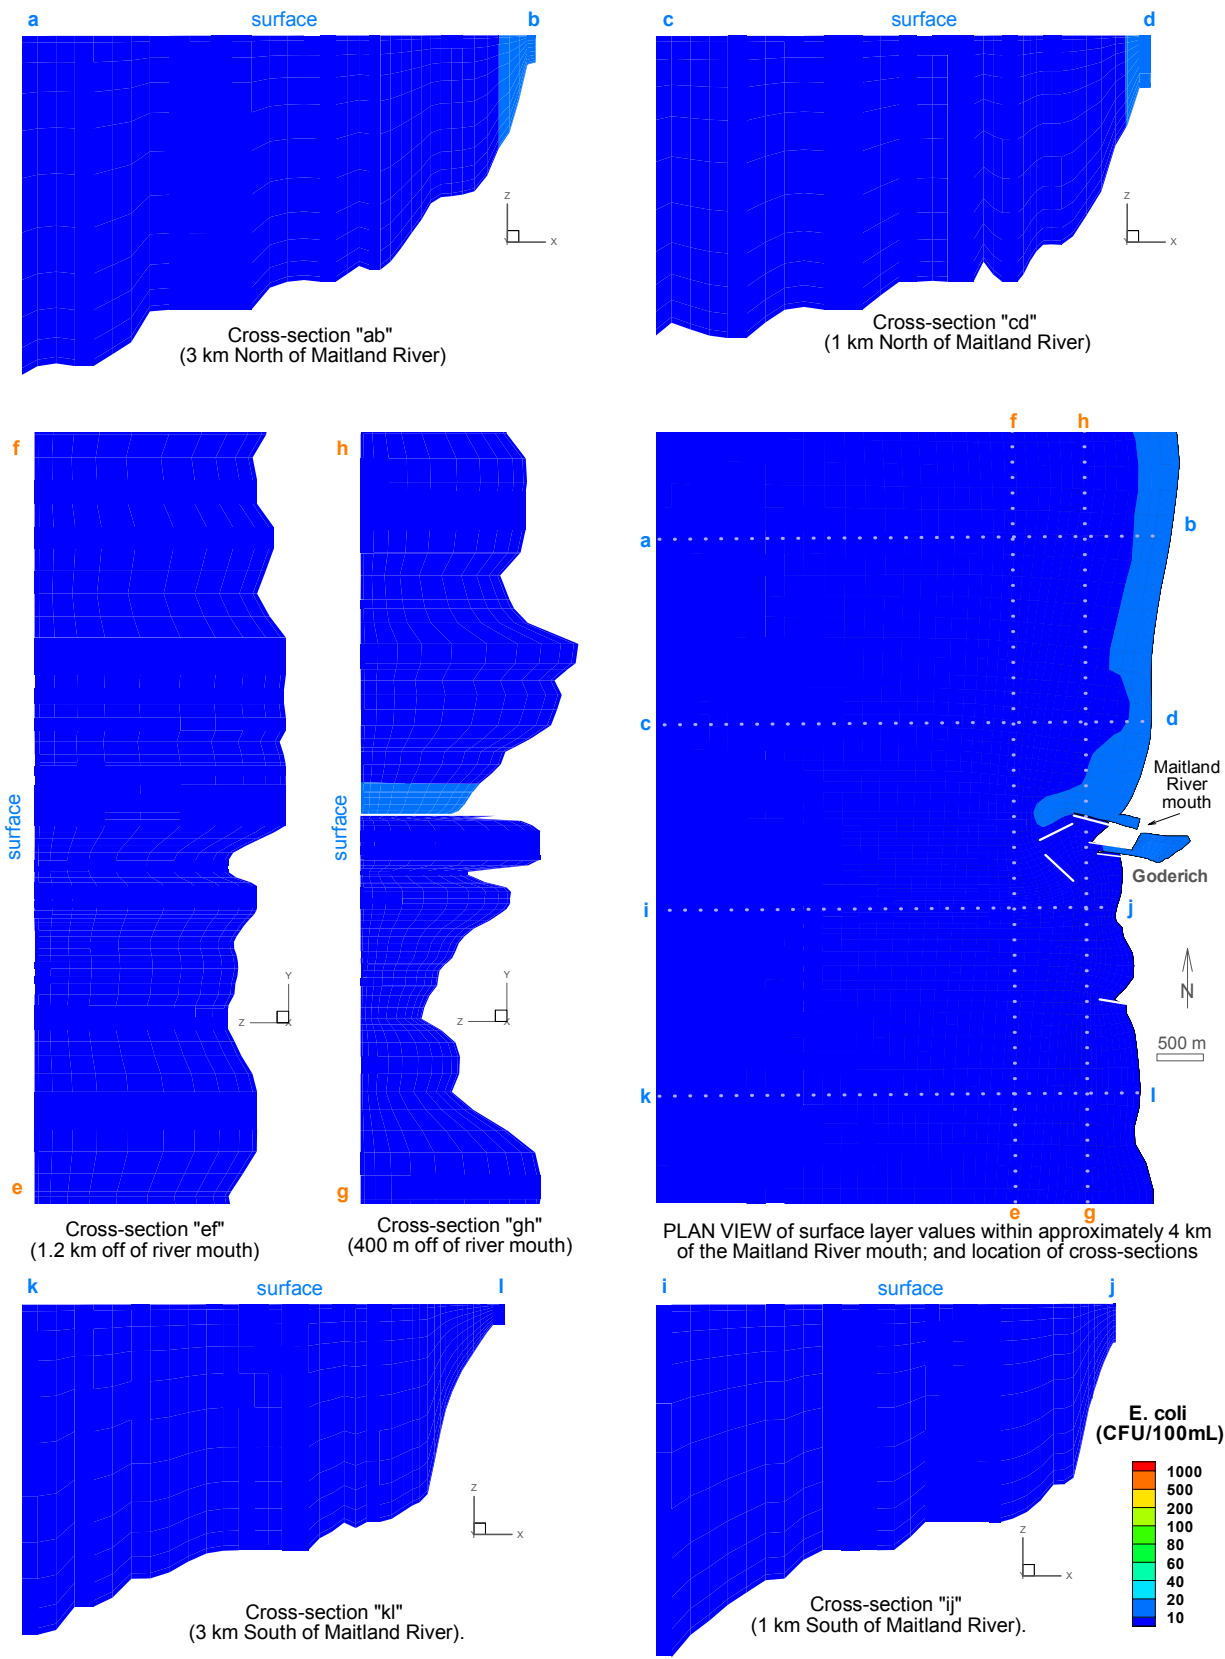 a surface b
c d
Z
X
Y
Z
X
Y
Cross-section "ab"
(3 km North of Maitland River)
Cross-section "cd"
(1 km North of Maitland River)
f
h
f h
surface
surface
a
b
c
d
Maitland
River
mouth
Goderich
i
j
N
500 m
k
l
Y
Z
X
Y
Z
X
e
g
e g
Cross-section "ef"
(1.2 km off of river mouth)
Cross-section "gh"
(400 m off of river mouth)
PLAN VIEW of surface layer values within approximately 4 km
of the Maitland River mouth; and location of cross-sections
k surface l
i surface j
Z
X
Y
Z
X
Y
Cross-section "kl"
(3 km South of Maitland River).
Cross-section "ij"
(1 km South of Maitland River).
E. coli
(CFU/100mL)
1000
500
200
100
80
60
40
20
10